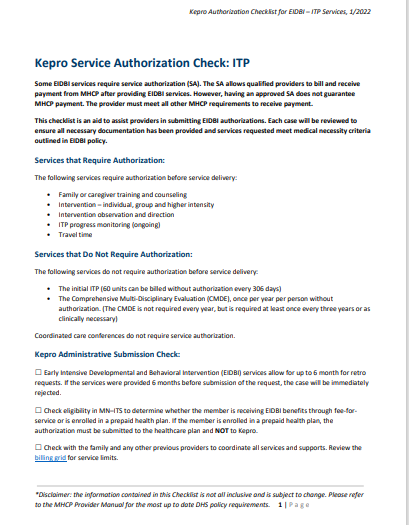 Kepro Authorization Checklist for EIDBI – ITP Services, 1/2022
Kepro Service Authorization Check: ITP
Some EIDBI services require service authorization (SA). The SA allows qualified providers to bill and receive
payment from MHCP after providing EIDBI services. However, having an approved SA does not guarantee
MHCP payment. The provider must meet all other MHCP requirements to receive payment.
This checklist is an aid to assist providers in submitting EIDBI authorizations. Each case will be reviewed to
ensure all necessary documentation has been provided and services requested meet medical necessity criteria
outlined in EIDBI policy.
Services that Require Authorization:
The following services require authorization before service delivery:
• Family or caregiver training and counseling
• Intervention – individual, group and higher intensity
• Intervention observation and direction
• ITP progress monitoring (ongoing)
• Travel time
Services that Do Not Require Authorization:
The following services do not require authorization before service delivery:
• The initial ITP (60 units can be billed without authorization every 306 days)
• The Comprehensive Multi-Disciplinary Evaluation (CMDE), once per year per person without
authorization. (The CMDE is not required every year, but is required at least once every three years or as
clinically necessary)
Coordinated care conferences do not require service authorization.
Kepro Administrative Submission Check:
☐ Early Intensive Developmental and Behavioral Intervention (EIDBI) services allow for up to 6 month for retro
requests. If the services were provided 6 months before submission of the request, the case will be immediately
rejected.
☐ Check eligibility in MN–ITS to determine whether the member is receiving EIDBI benefits through fee-for-
service or is enrolled in a prepaid health plan. If the member is enrolled in a prepaid health plan, the
authorization must be submitted to the healthcare plan and NOT to Kepro.
☐ Check with the family and any other previous providers to coordinate all services and supports. Review the
billing grid for service limits.
*Disclaimer: the information contained in this Checklist is not all inclusive and is subject to change. Please refer
to the MHCP Provider Manual for the most up to date DHS policy requirements. 1 | Page